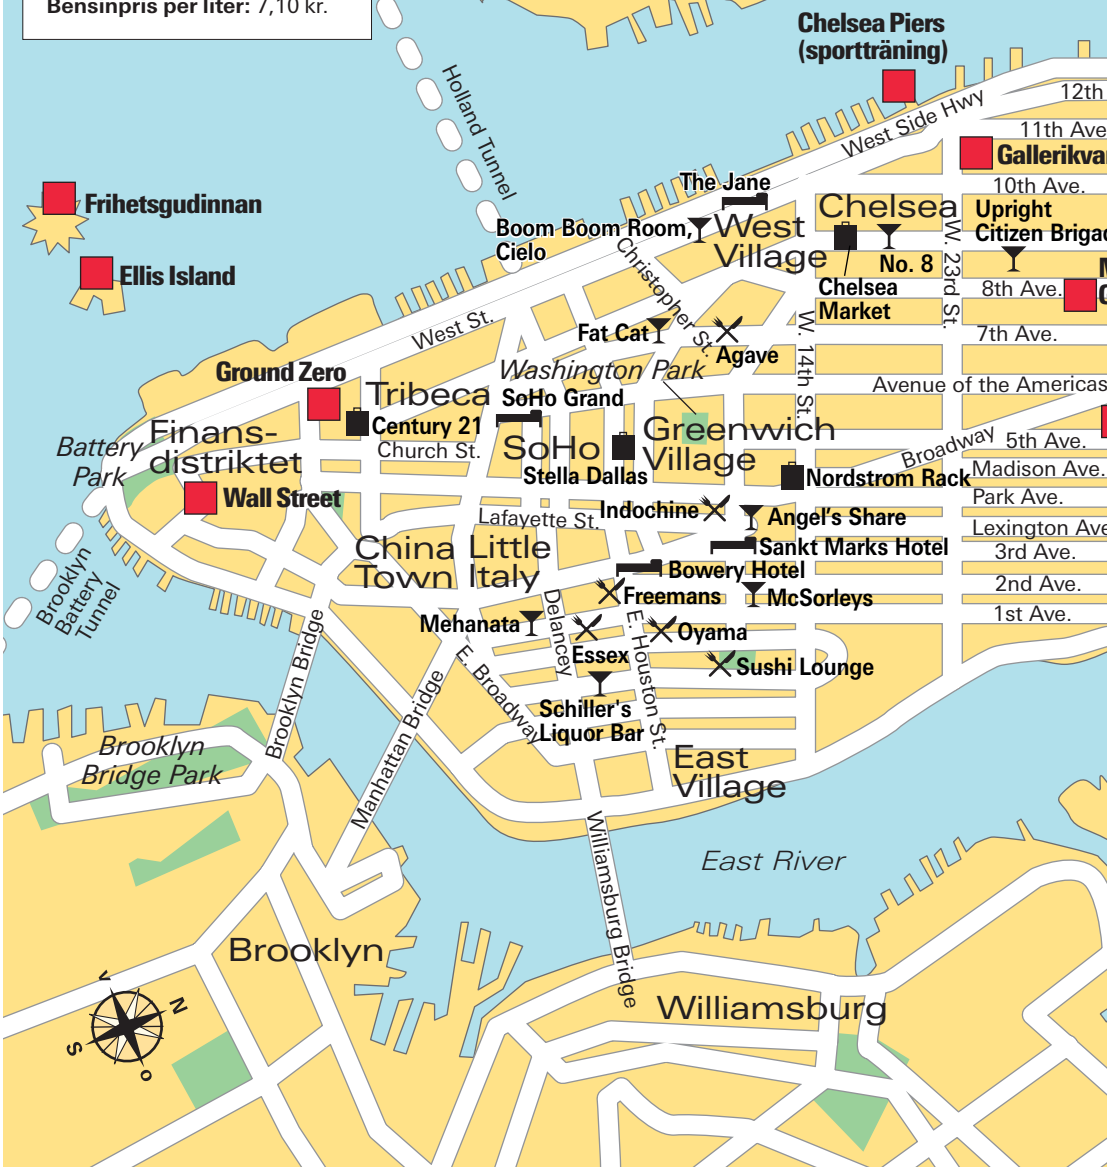 Bensinpris per liter: 7,10 kr.
Chelsea Piers
(sportträning)
Holland Tunnel
West Side Hwy
12th
11th Ave
Gallerikva
10th Ave.
The Jane
Frihetsgudinnan
Boom Boom Room,
Cielo
West
Village
Chelsea
Upright
Citizen Brigad
No. 8
Chelsea
Market
W. 23rd St.
8th Ave.
Ellis Island
Christopher St.
West St.
Fat Cat
Agave
W. 14th St.
7th Ave.
Ground Zero
Washington Park
Avenue of the Americas
Tribeca
SoHo Grand
Century 21
Church St.
Finans-
distriktet
Battery
Park
SoHo
Stella Dallas
Greenwich
Village
Broadway
5th Ave.
Madison Ave.
Nordstrom Rack
Park Ave.
Wall Street
Indochine
Angel's Share
Lafayette St.
Lexington Ave
China
Town
Little
Italy
Sankt Marks Hotel
3rd Ave.
Bowery Hotel
2nd Ave.
Freemans
McSorleys
1st Ave.
Brooklyn
Battery
Tunnel
Mehanata
Delancey
E. Houston St.
Oyama
Essex
Sushi Lounge
Brooklyn Bridge
Manhattan Bridge
E. Broadway
Schiller's
Liquor Bar
Brooklyn
Bridge Park
East
Village
Williamsburg Bridge
East River
Brooklyn
Williamsburg
V
N
S
O